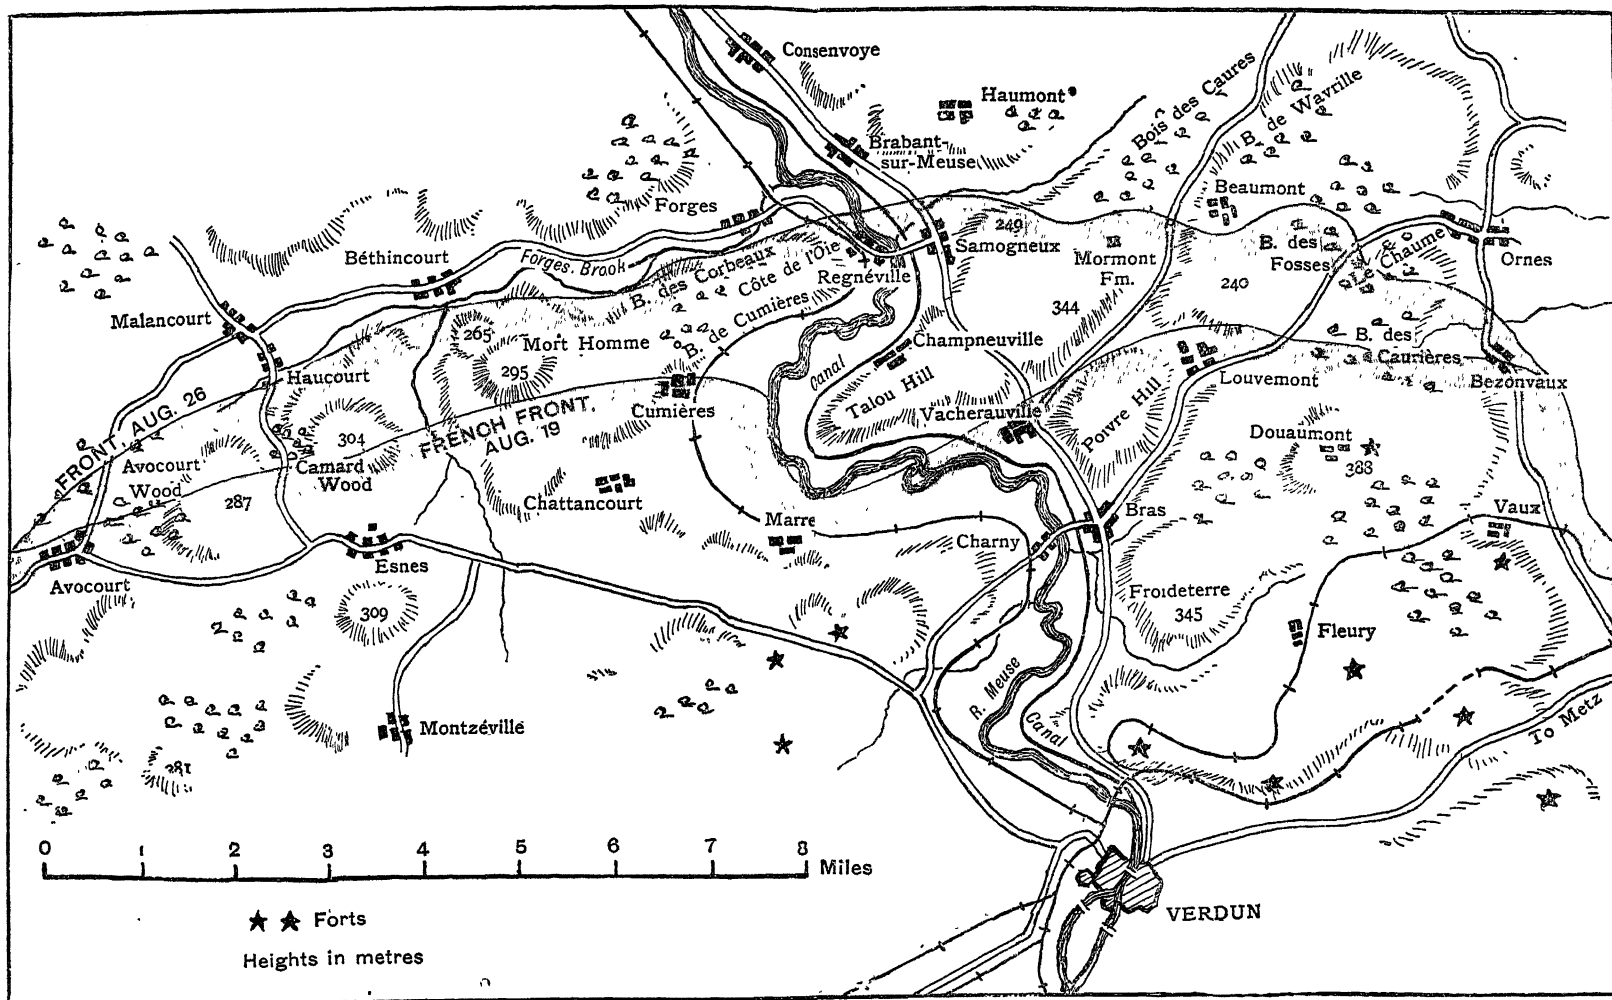 Consenvoye
Haumont
Bois des Caures
B. de Wavrille
Brabant-
sur-Meuse
Forges
Beaumont
249
Samogneux
Mormont
Fm.
B. des
Fosses
La Chaume
Ornes
Béthincourt
Forges. Brook
B. des Corbeaux
Côte de l'Oie
Regnéville
B. de Cumières
240
344
Malancourt
265
Mort Homme
295
Canal
Champneuville
B. des
Caurières
Haucourt
Talou Hill
Louvemont
Bezonvaux
FRONT, AUG. 26
Cumières
FRENCH FRONT,
AUG. 19
Vacherauville
Poivre Hill
Douaumont
388
304
Avocourt
Wood
Camard
Wood
287
Chattancourt
Marre
Charny
Bras
Vaux
Avocourt
Esnes
309
Froideterre
345
Fleury
R. Meuse
Canal
Montzéville
281
To Metz
0 1 2 3 4 5 6 7 8
Miles
Forts
VERDUN
Heights in metres